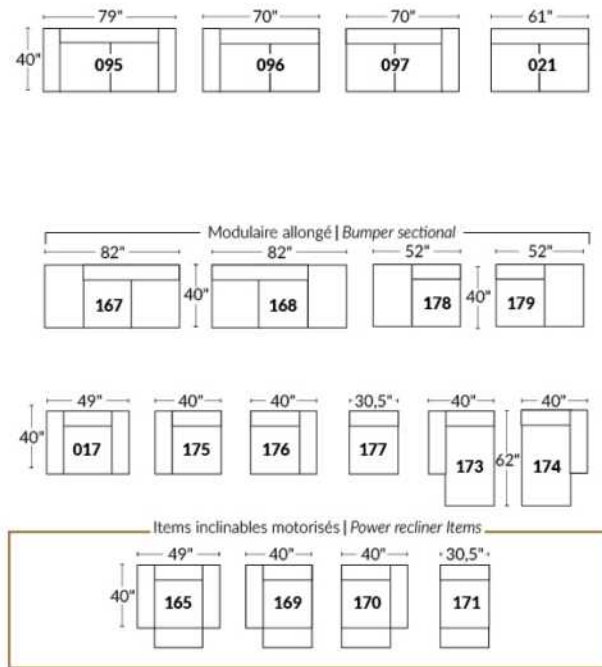 79" 70" 70" 61"
40" 095 096 097 021
Modulaire allongé | Bumper sectional
82" 82" 52" 52"
167 40" 168 178 40" 179
49" 40" 40" 30,5" 40" 40"
40" 017 175 176 177 173 62" 174
Items inclinables motorisés | Power recliner Items
49" 40" 40" 30,5"
40" 165 169 170 171